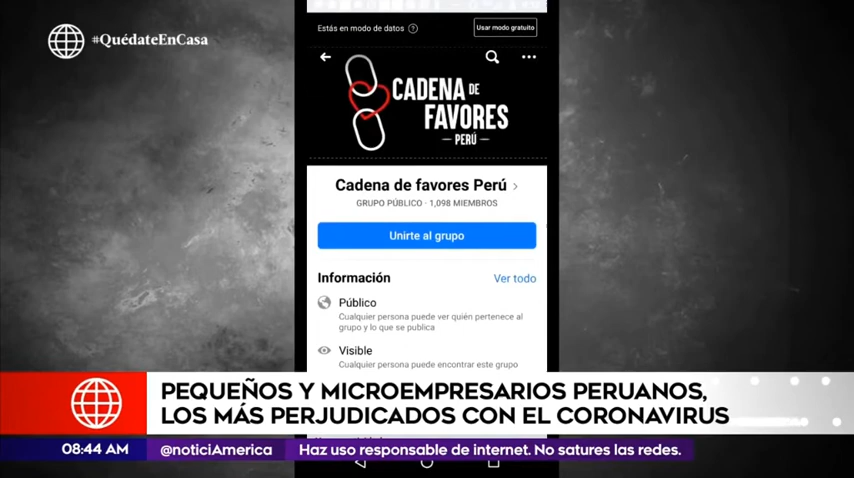 #QuédateEnCasa
Estás en modo de datos
Usar modo gratuito
CADENA DE
FAVORES
PERÚ
Cadena de favores Perú
GRUPO PÚBLICO · 1,098 MIEMBROS
Unirte al grupo
Información
Ver todo
Público
Cualquier persona puede ver quién pertenece al
grupo y lo que se publica
Visible
Cualquier persona puede encontrar este grupo
PEQUEÑOS Y MICROEMPRESARIOS PERUANOS,
LOS MÁS PERJUDICADOS CON EL CORONAVIRUS
08:44 AM
@noticiAmerica
Haz uso responsable de internet. No satures las redes.